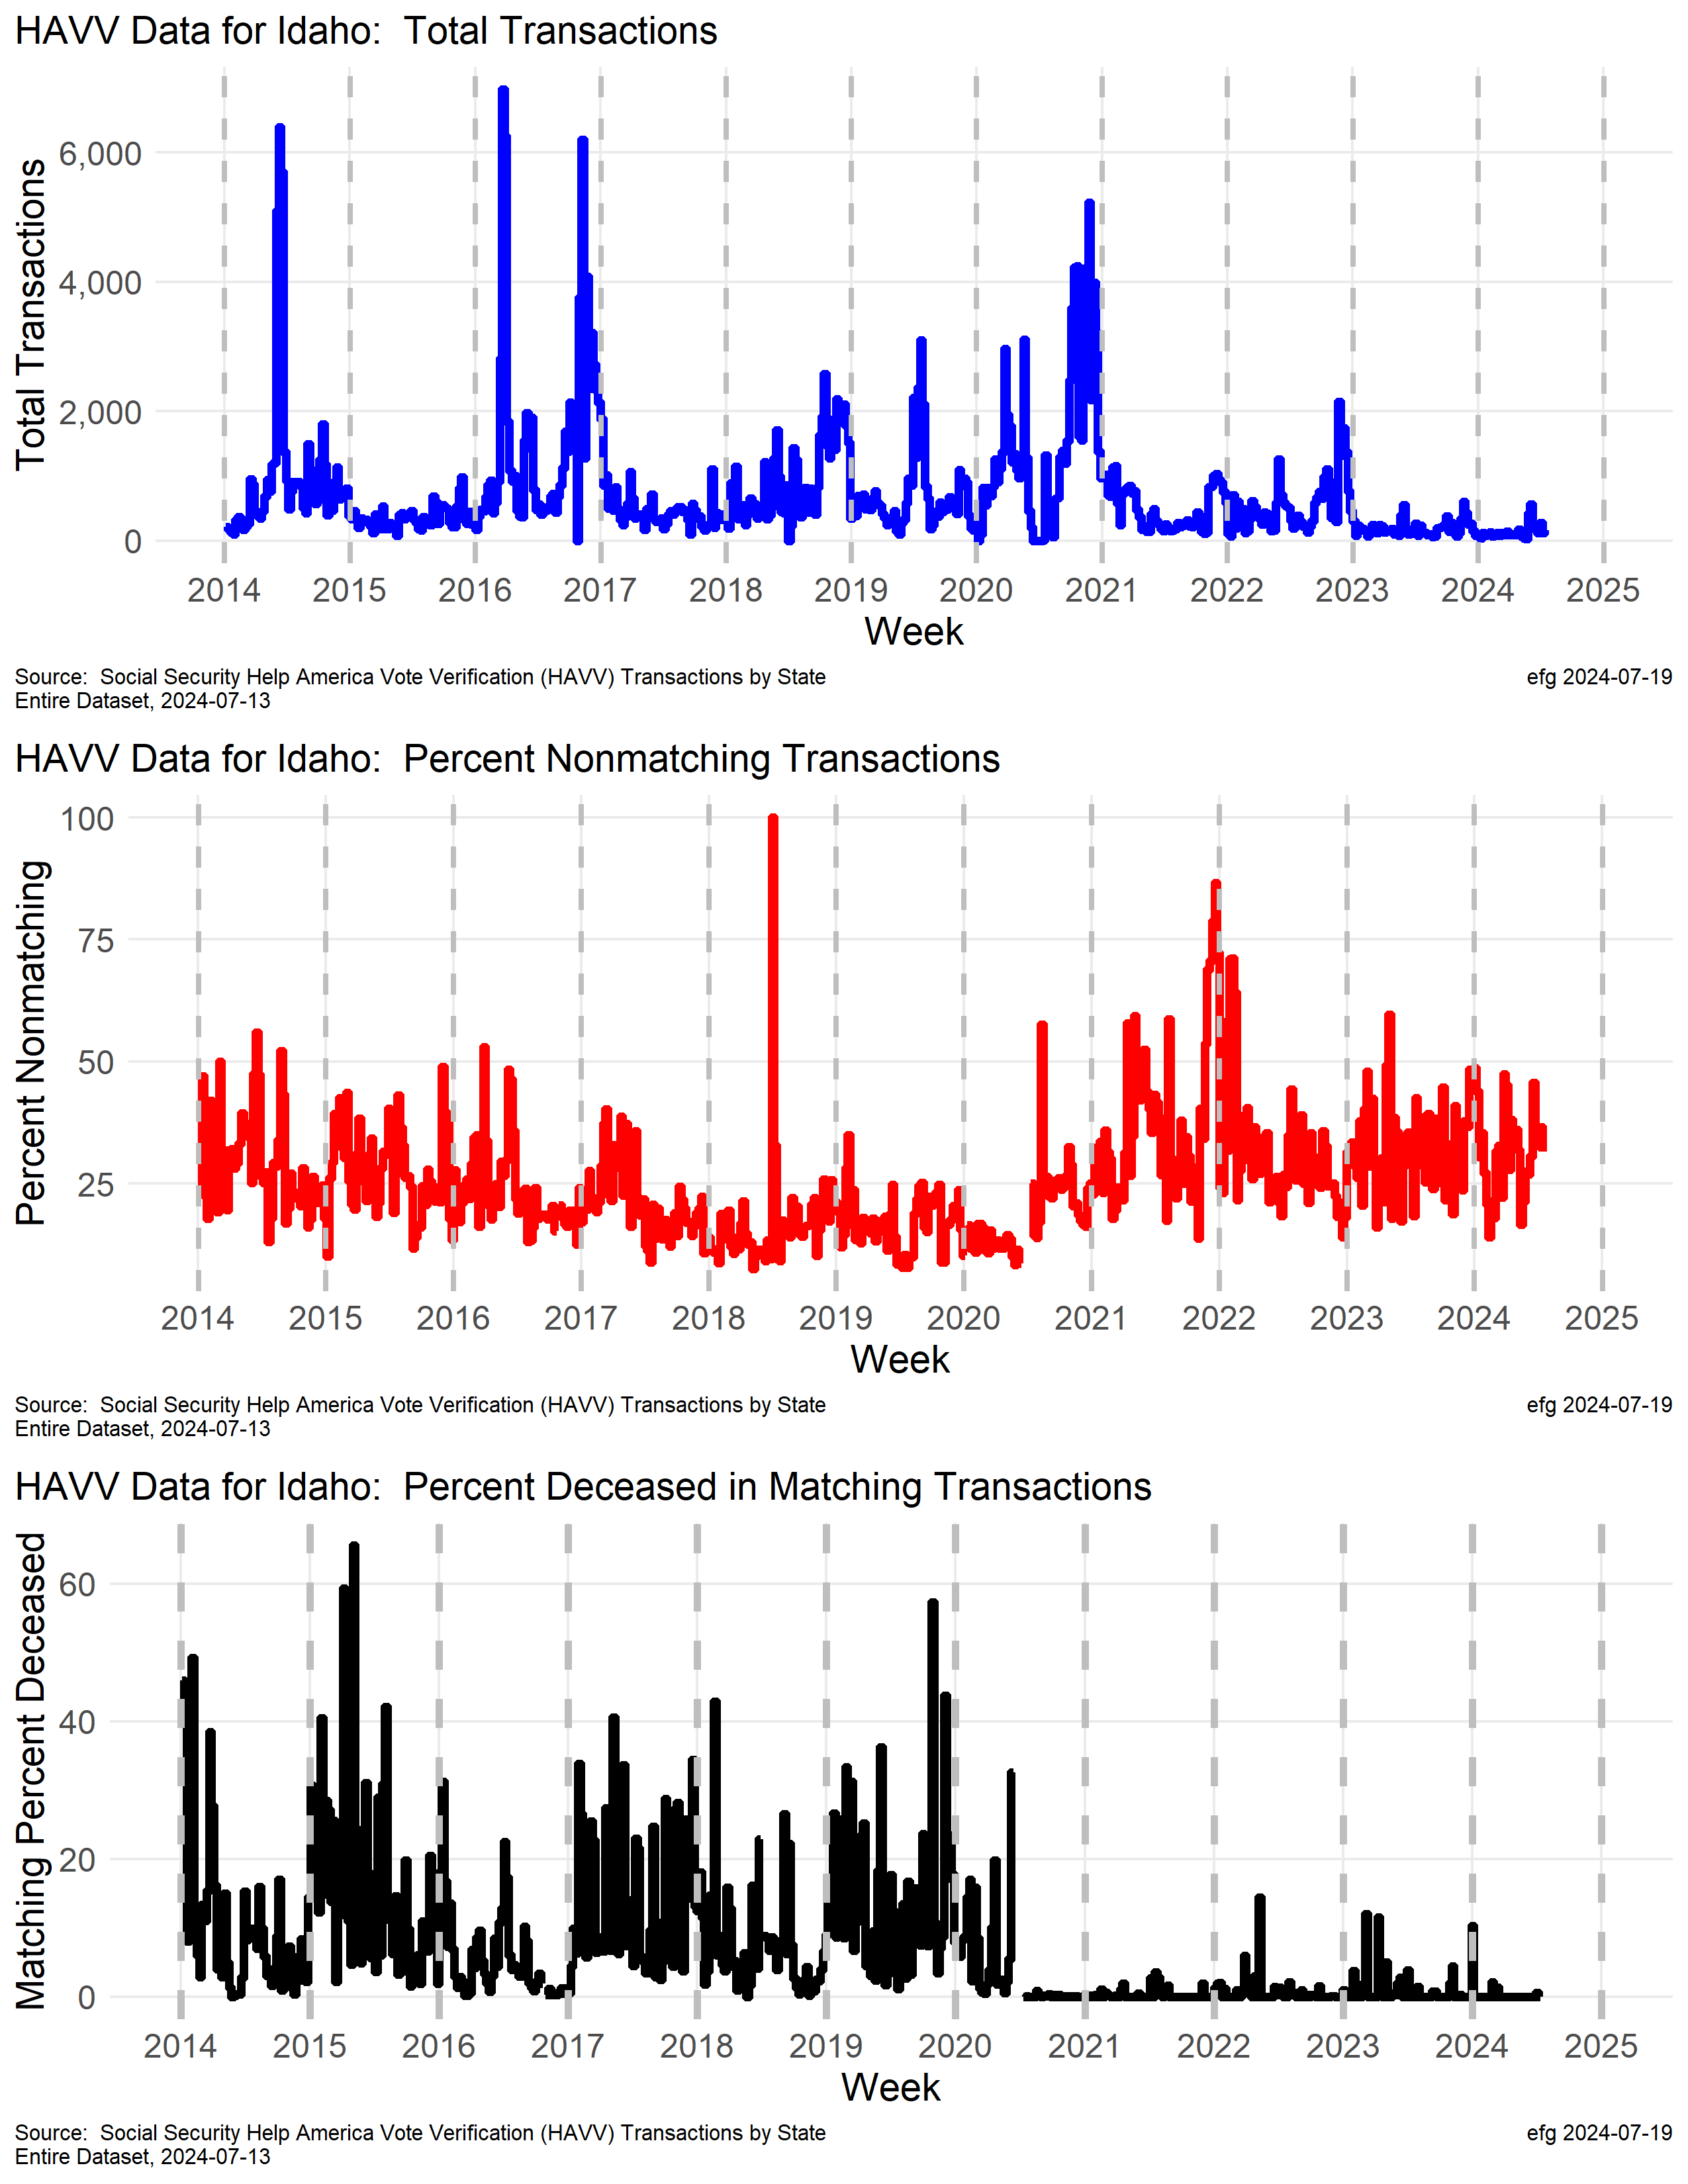 HAVV Data for Idaho:  Total Transactions
Total Transactions
6,000
4,000
2,000
0
2014 2015 2016 2017 2018 2019 2020 2021 2022 2023 2024 2025
Week
Source:  Social Security Help America Vote Verification (HAVV) Transactions by State
Entire Dataset, 2024-07-13
efg 2024-07-19
HAVV Data for Idaho:  Percent Nonmatching Transactions
Percent Nonmatching
100
75
50
25
2014 2015 2016 2017 2018 2019 2020 2021 2022 2023 2024 2025
Week
Source:  Social Security Help America Vote Verification (HAVV) Transactions by State
Entire Dataset, 2024-07-13
efg 2024-07-19
HAVV Data for Idaho:  Percent Deceased in Matching Transactions
Matching Percent Deceased
60
40
20
0
2014 2015 2016 2017 2018 2019 2020 2021 2022 2023 2024 2025
Week
Source:  Social Security Help America Vote Verification (HAVV) Transactions by State
Entire Dataset, 2024-07-13
efg 2024-07-19